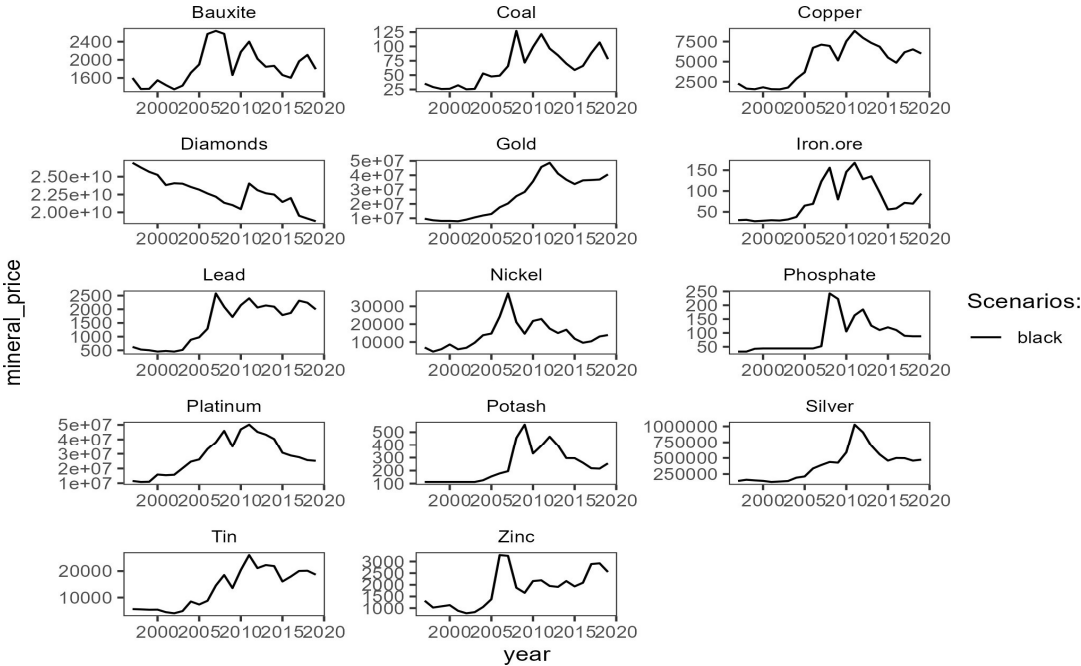 Bauxite
Coal
Copper
2400
2000
1600
125
100
75
50
25
7500
5000
2500
2000 2005 2010 2015 2020
2000 2005 2010 2015 2020
2000 2005 2010 2015 2020
Diamonds
Gold
Iron.ore
2.50e+10
2.25e+10
2.00e+10
5e+07
4e+07
3e+07
2e+07
1e+07
150
100
50
2000 2005 2010 2015 2020
2000 2005 2010 2015 2020
2000 2005 2010 2015 2020
Lead
Nickel
Phosphate
2500
2000
1500
1000
500
30000
20000
10000
250
200
150
100
50
2000 2005 2010 2015 2020
2000 2005 2010 2015 2020
2000 2005 2010 2015 2020
Platinum
Potash
Silver
5e+07
4e+07
3e+07
2e+07
1e+07
500
400
300
200
100
1000000
750000
500000
250000
2000 2005 2010 2015 2020
2000 2005 2010 2015 2020
2000 2005 2010 2015 2020
Tin
Zinc
20000
10000
3000
2500
2000
1500
1000
2000 2005 2010 2015 2020
2000 2005 2010 2015 2020
mineral_price
year
Scenarios:
black